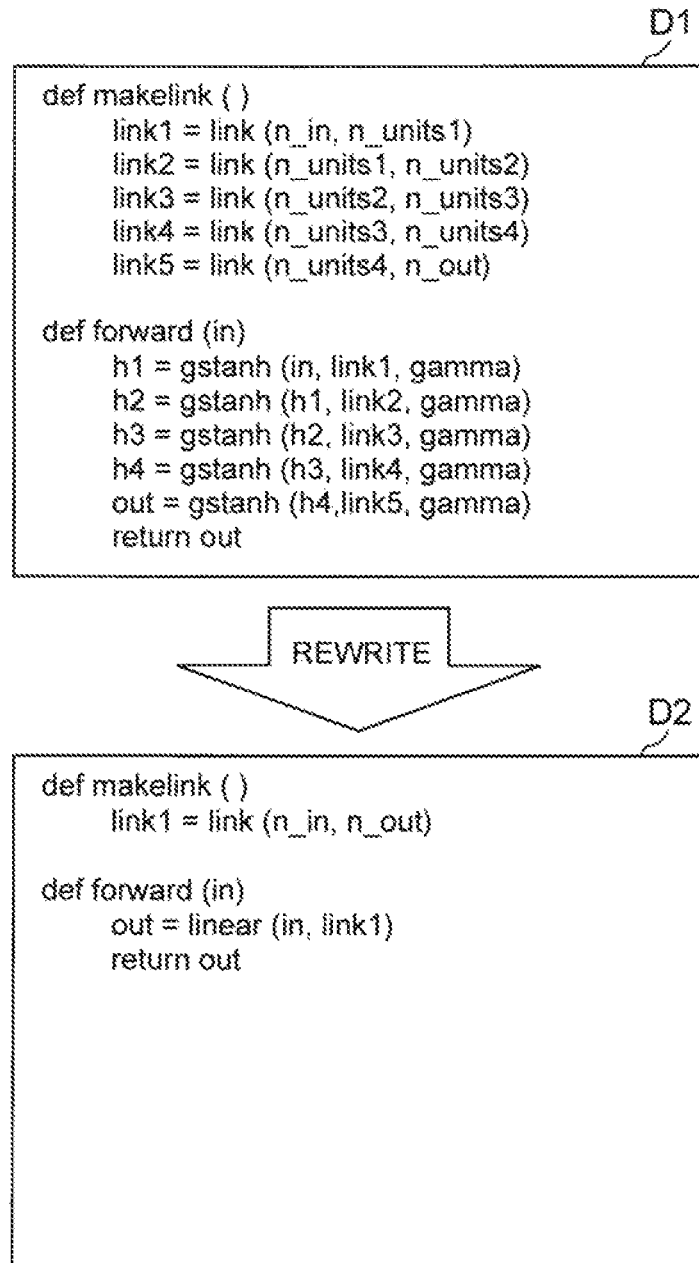 D1
def makelink ( )
link1 = link (n_in, n_units1)
link2 = link (n_units1, n_units2)
link3 = link (n_units2, n_units3)
link4 = link (n_units3, n_units4)
link5 = link (n_units4, n_out)
def forward (in)
h1 = gstanh (in, link1, gamma)
h2 = gstanh (h1, link2, gamma)
h3 = gstanh (h2, link3, gamma)
h4 = gstanh (h3, link4, gamma)
out = gstanh (h4,link5, gamma)
return out
REWRITE
D2
def makelink ( )
link1 = link (n_in, n_out)
def forward (in)
out = linear (in, link1)
return out